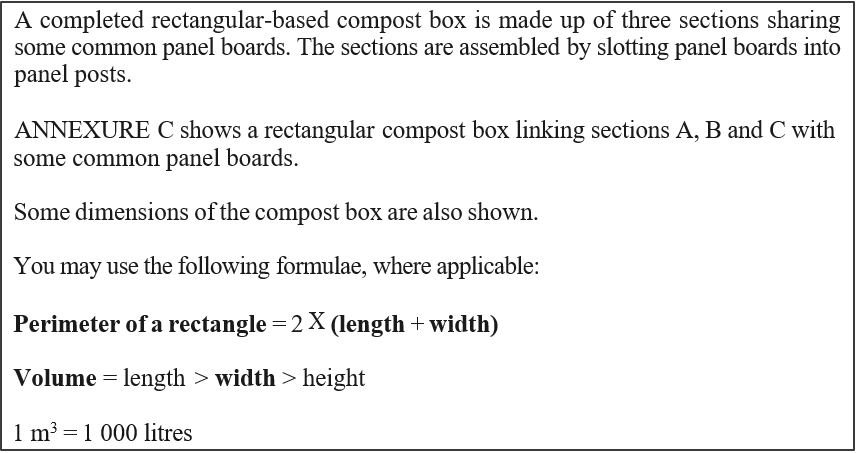 A completed rectangular-based compost box is made up of three sections sharing
some common panel boards. The sections are assembled by slotting panel boards into
panel posts.
ANNEXURE C shows a rectangular compost box linking sections A, B and C with
some common panel boards.
Some dimensions of the compost box are also shown.
You may use the following formulae, where applicable:
Perimeter of a rectangle = 2 X (length + width)
Volume = length > width > height
1 m³ = 1 000 litres